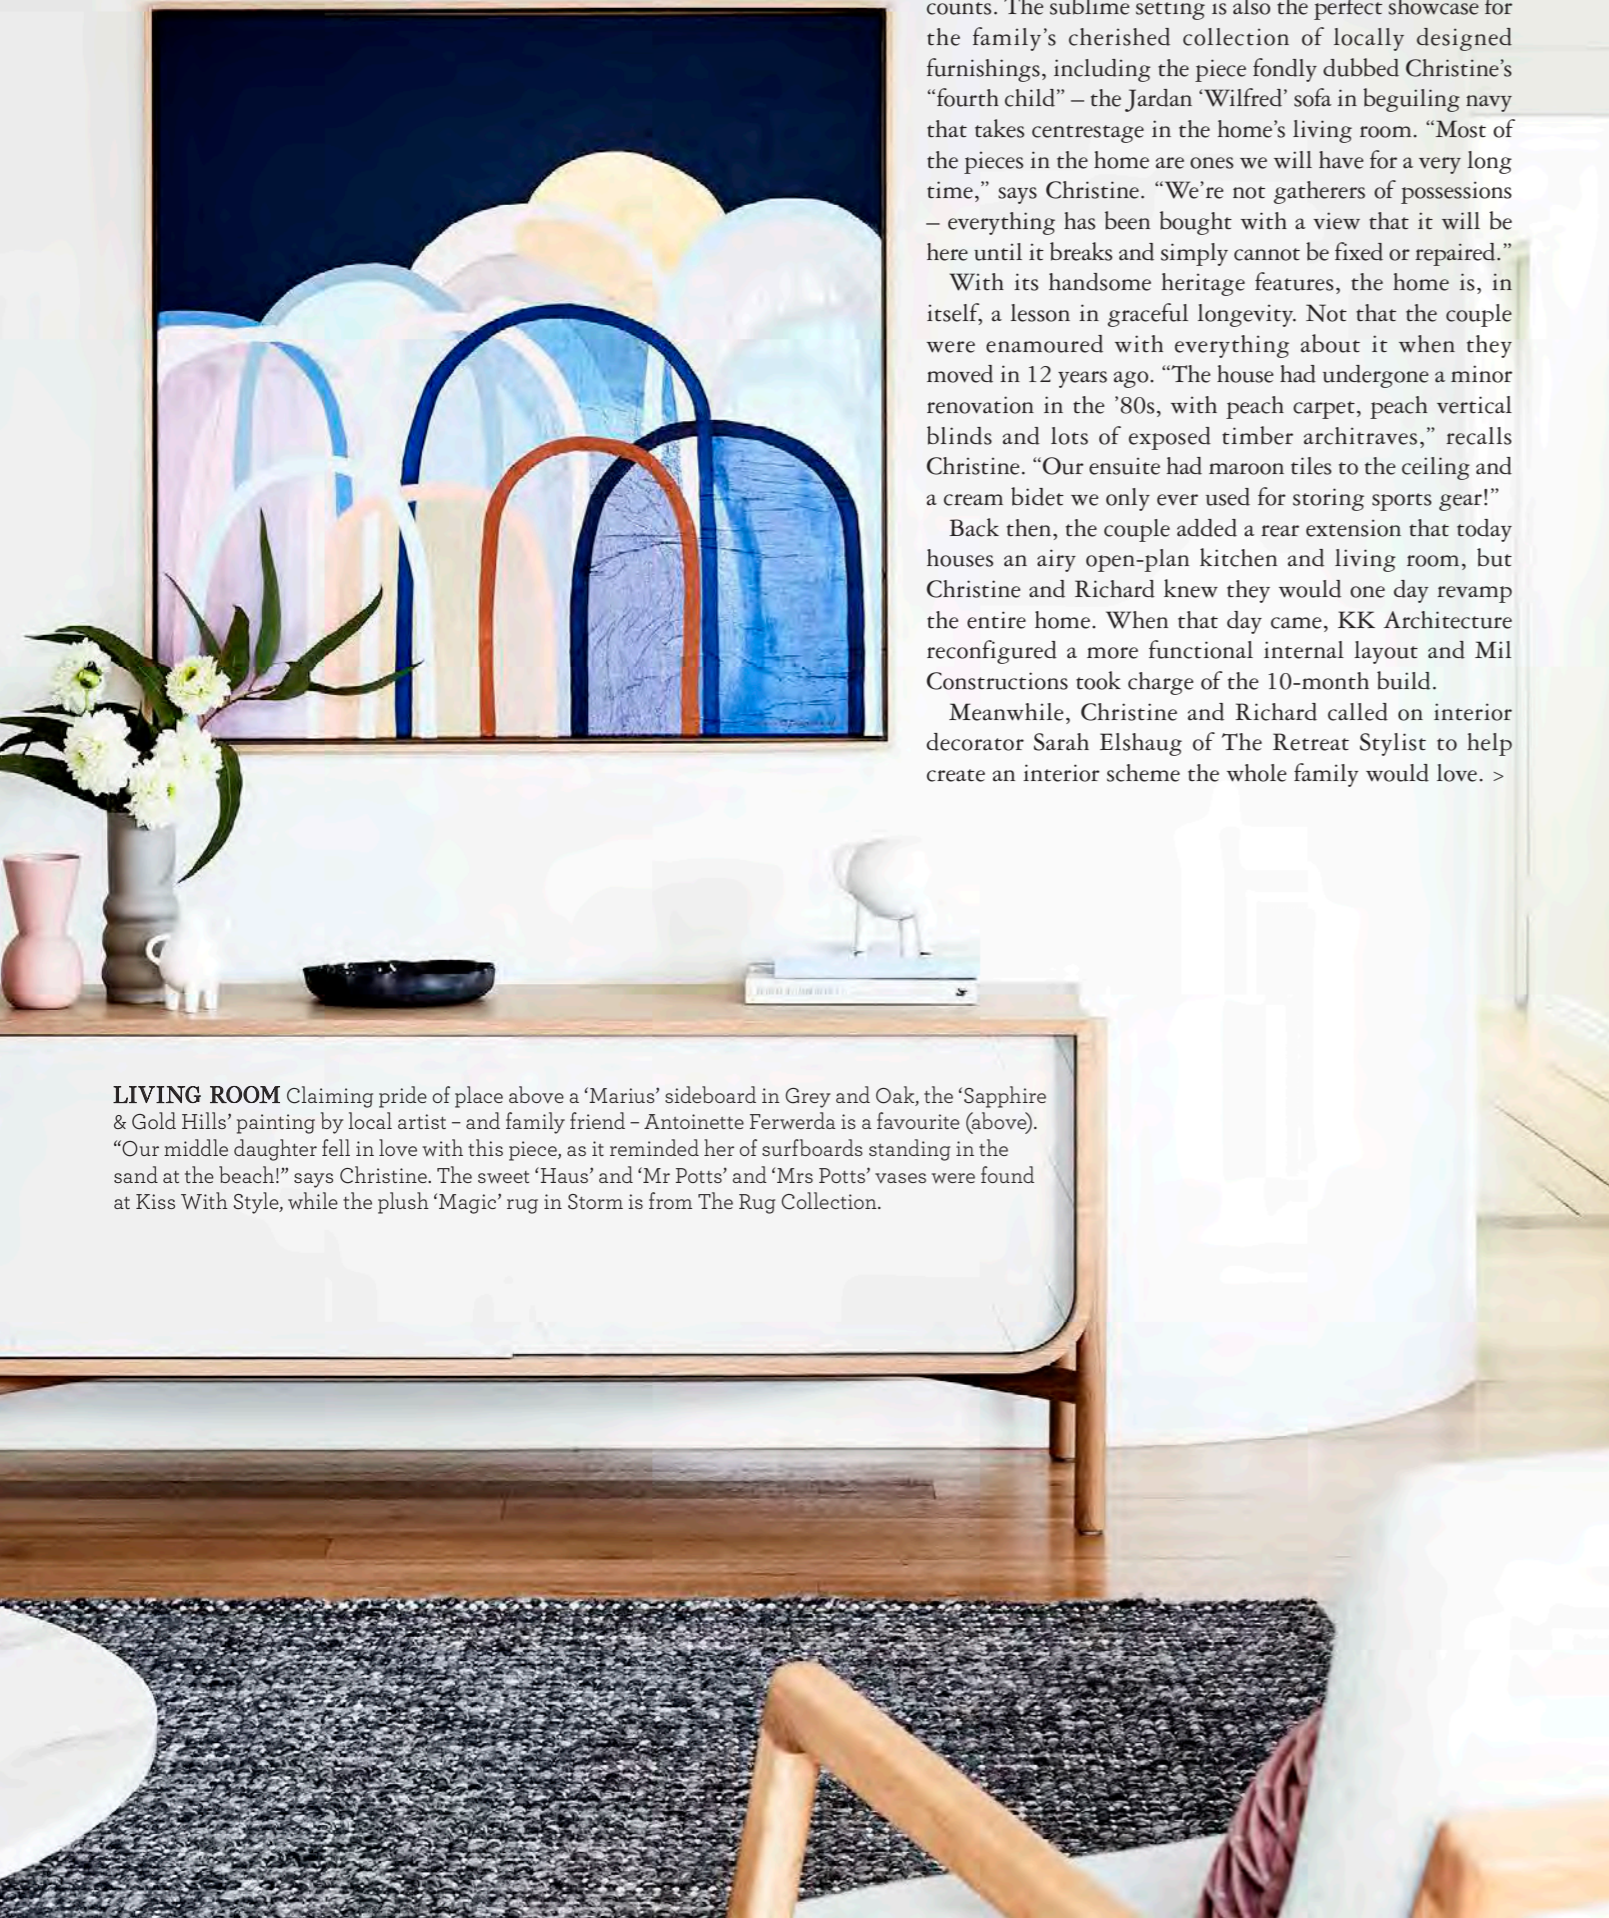 counts. The sublime setting is also the perfect showcase for
the family’s cherished collection of locally designed
furnishings, including the piece fondly dubbed Christine’s
“fourth child” – the Jardan ‘Wilfred’ sofa in beguiling navy
that takes centrestage in the home’s living room. “Most of
the pieces in the home are ones we will have for a very long
time,” says Christine. “We’re not gatherers of possessions
– everything has been bought with a view that it will be
here until it breaks and simply cannot be fixed or repaired.”
With its handsome heritage features, the home is, in
itself, a lesson in graceful longevity. Not that the couple
were enamoured with everything about it when they
moved in 12 years ago. “The house had undergone a minor
renovation in the ’80s, with peach carpet, peach vertical
blinds and lots of exposed timber architraves,” recalls
Christine. “Our ensuite had maroon tiles to the ceiling and
a cream bidet we only ever used for storing sports gear!”
Back then, the couple added a rear extension that today
houses an airy open-plan kitchen and living room, but
Christine and Richard knew they would one day revamp
the entire home. When that day came, KK Architecture
reconfigured a more functional internal layout and Mil
Constructions took charge of the 10-month build.
Meanwhile, Christine and Richard called on interior
decorator Sarah Elshaug of The Retreat Stylist to help
create an interior scheme the whole family would love. >
LIVING ROOM Claiming pride of place above a ‘Marius’ sideboard in Grey and Oak, the ‘Sapphire
& Gold Hills’ painting by local artist – and family friend – Antoinette Ferwerda is a favourite (above).
“Our middle daughter fell in love with this piece, as it reminded her of surfboards standing in the
sand at the beach!” says Christine. The sweet ‘Haus’ and ‘Mr Potts’ and ‘Mrs Potts’ vases were found
at Kiss With Style, while the plush ‘Magic’ rug in Storm is from The Rug Collection.